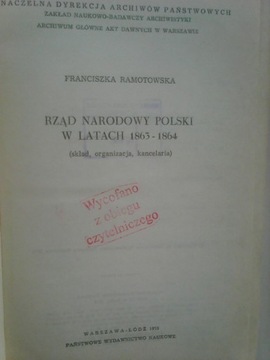 NACZELNA DYREKCJA ARCHIWÓW PAŃSTWOWYCH
ZAKŁAD NAUKOWO-BADAWCZY ARCHIWISTYKI
ARCHIWUM GŁÓWNE AKT DAWNYCH W WARSZAWIE
FRANCISZKA RAMOTOWSKA
RZĄD NARODOWY POLSKI
W LATACH 1863-1864
(skład, organizacja, kancelaria)
Wycofano
z obiegu
czytelniczego
WARSZAWA-ŁÓDŹ
PAŃSTWOWE WYDAWNICTWO NAUKOWE